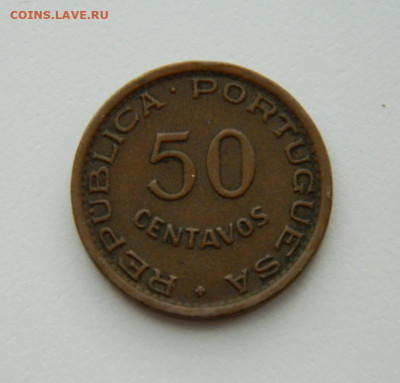 COINS.LAVE.RU
REPUBLICA · PORTUGUESA
50
CENTAVOS